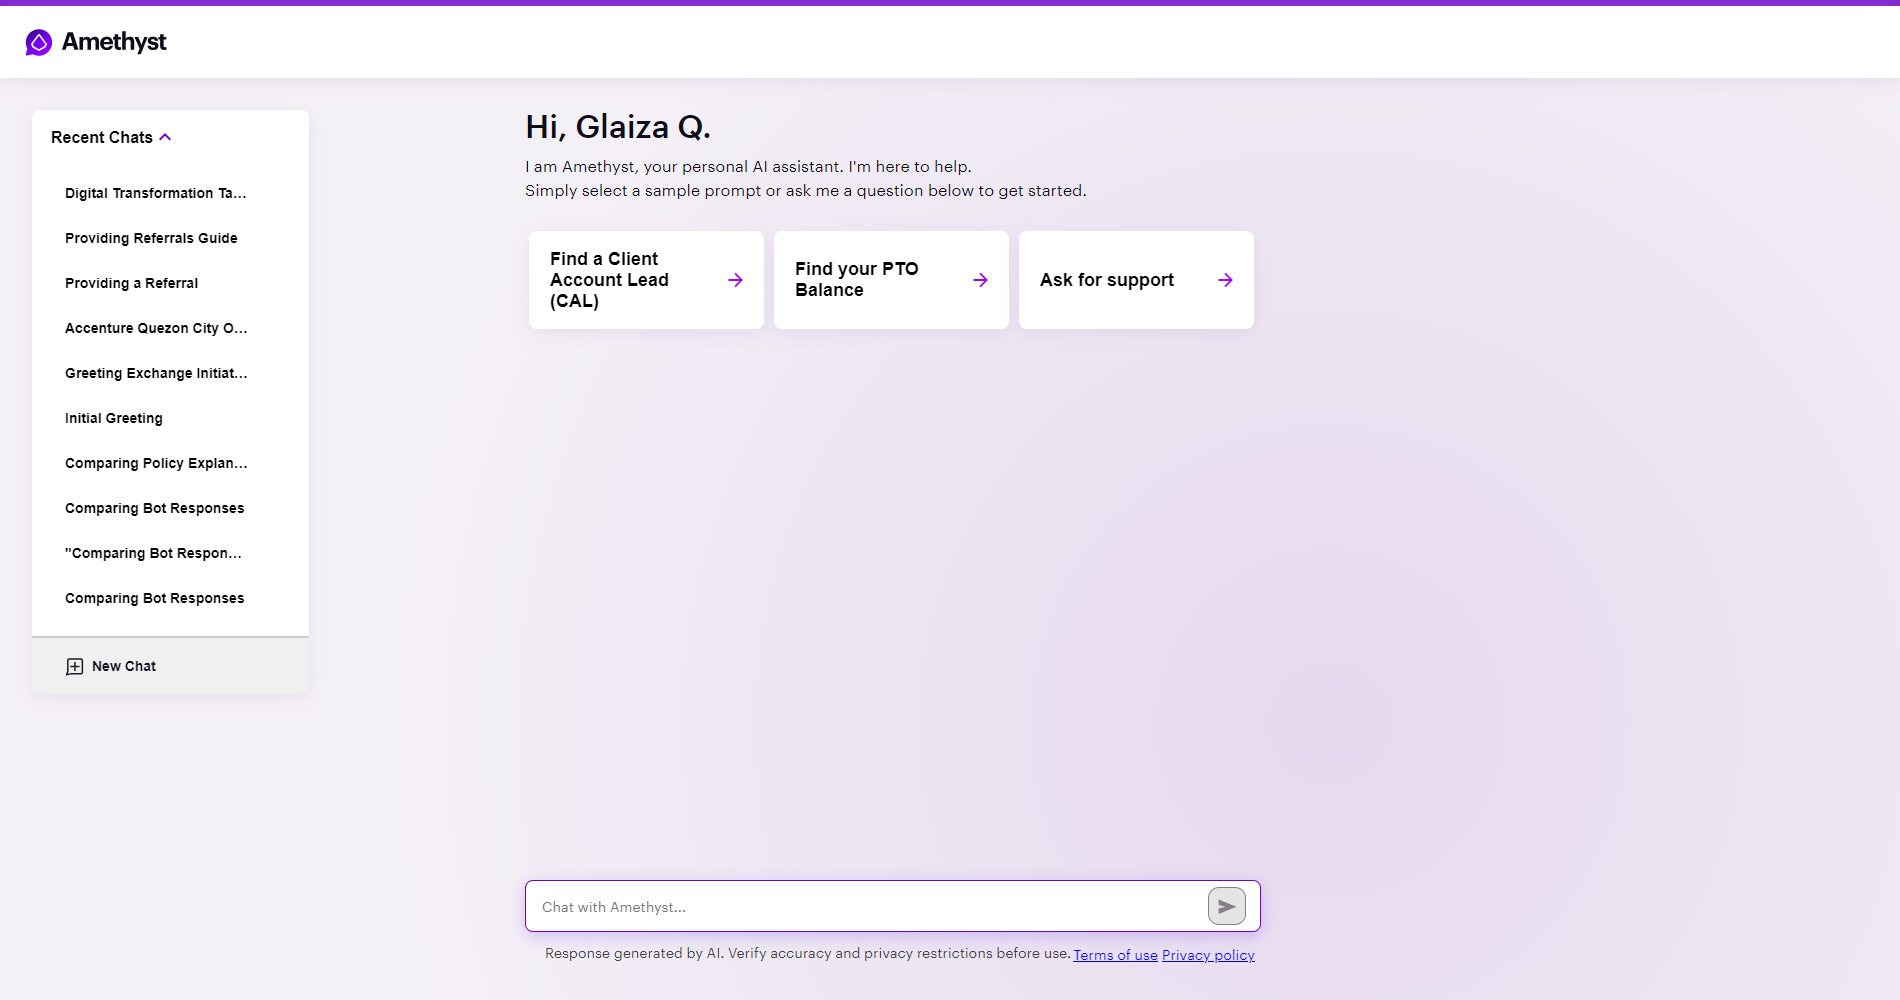 Amethyst
Recent Chats
Digital Transformation Ta...
Providing Referrals Guide
Providing a Referral
Accenture Quezon City O...
Greeting Exchange Initiat...
Initial Greeting
Comparing Policy Explan...
Comparing Bot Responses
"Comparing Bot Respon...
Comparing Bot Responses
New Chat
Hi, Glaiza Q.
I am Amethyst, your personal AI assistant. I'm here to help.
Simply select a sample prompt or ask me a question below to get started.
Find a Client
Account Lead
(CAL)
Find your PTO
Balance
Ask for support
Chat with Amethyst...
Response generated by AI. Verify accuracy and privacy restrictions before use. Terms of use Privacy policy